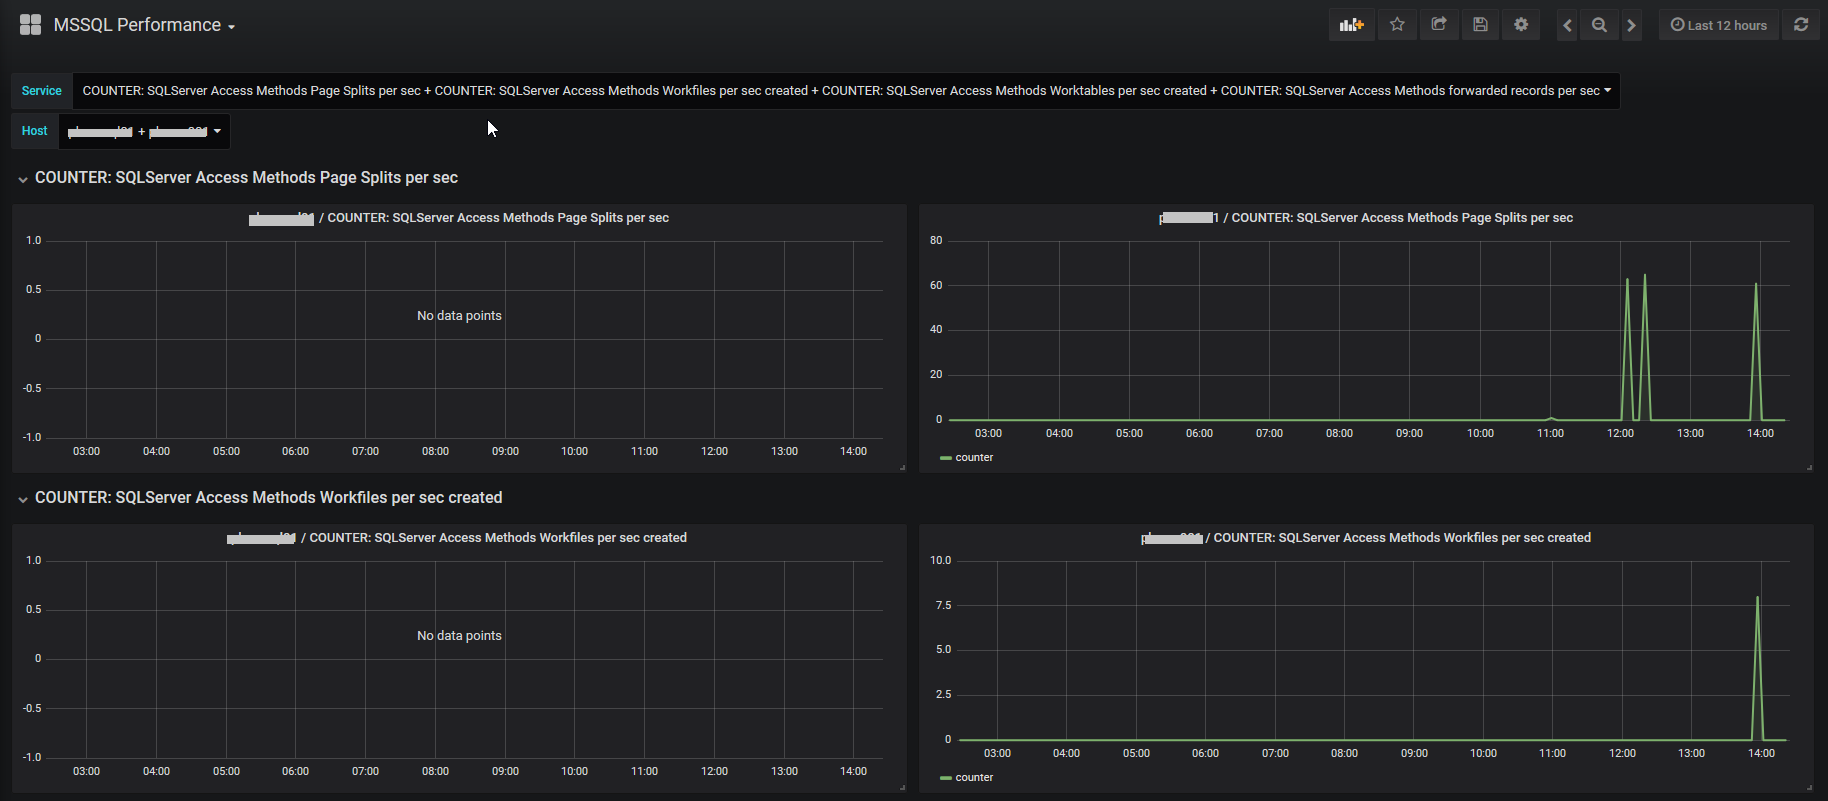 MSSQL Performance
Last 12 hours
Service COUNTER: SQLServer Access Methods Page Splits per sec + COUNTER: SQLServer Access Methods Workfiles per sec created + COUNTER: SQLServer Access Methods Worktables per sec created + COUNTER: SQLServer Access Methods forwarded records per sec
Host +
COUNTER: SQLServer Access Methods Page Splits per sec
/ COUNTER: SQLServer Access Methods Page Splits per sec
1.0
0.5
No data points
0
-0.5
-1.0
03:00 04:00 05:00 06:00 07:00 08:00 09:00 10:00 11:00 12:00 13:00 14:00
1 / COUNTER: SQLServer Access Methods Page Splits per sec
80
60
40
20
0
03:00 04:00 05:00 06:00 07:00 08:00 09:00 10:00 11:00 12:00 13:00 14:00
counter
COUNTER: SQLServer Access Methods Workfiles per sec created
/ COUNTER: SQLServer Access Methods Workfiles per sec created
1.0
0.5
No data points
0
-0.5
-1.0
03:00 04:00 05:00 06:00 07:00 08:00 09:00 10:00 11:00 12:00 13:00 14:00
/ COUNTER: SQLServer Access Methods Workfiles per sec created
10.0
7.5
5.0
2.5
0
03:00 04:00 05:00 06:00 07:00 08:00 09:00 10:00 11:00 12:00 13:00 14:00
counter